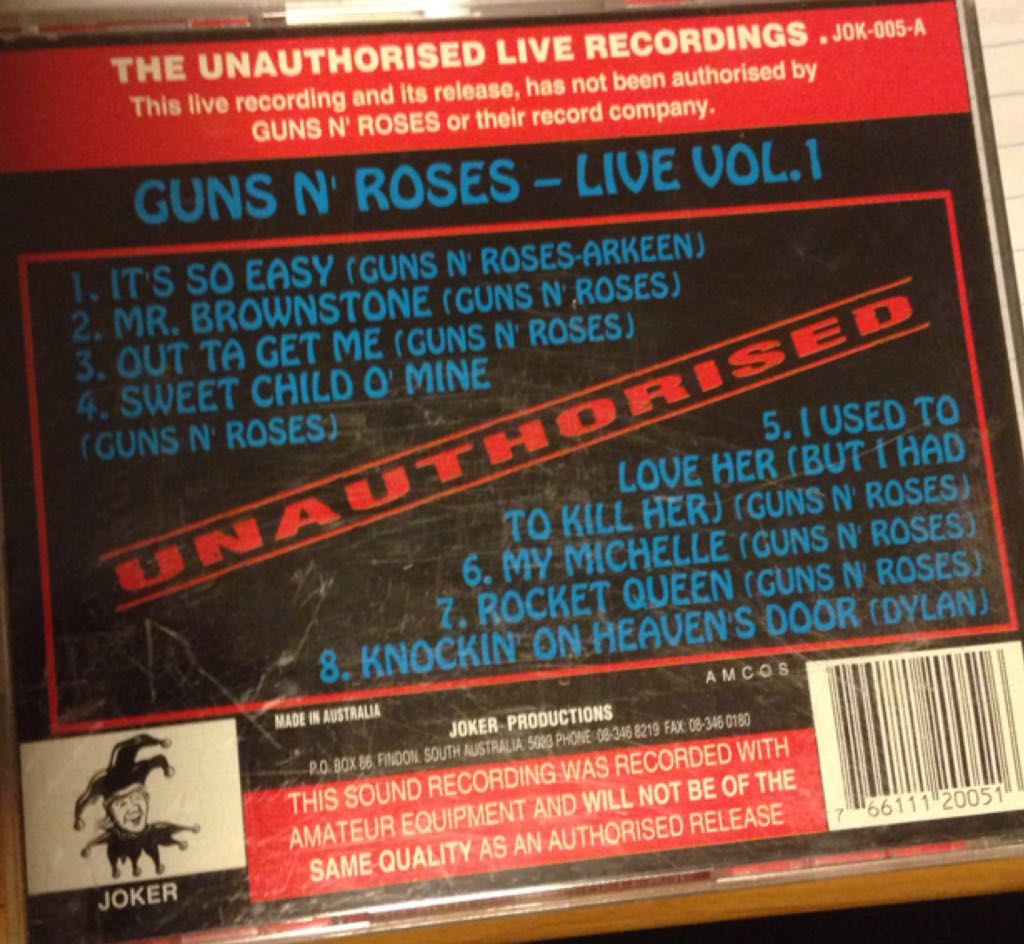 THE UNAUTHORISED LIVE RECORDINGS . JOK-005-A
This live recording and its release, has not been authorised by
GUNS N' ROSES or their record company.
GUNS N' ROSES – LIVE VOL.1
1. IT'S SO EASY (GUNS N' ROSES-ARKEEN)
2. MR. BROWNSTONE (GUNS N' ROSES)
3. OUT TA GET ME (GUNS N' ROSES)
4. SWEET CHILD O' MINE
(GUNS N' ROSES)
UNAUTHORISED
5. I USED TO
LOVE HER (BUT I HAD
TO KILL HER) (GUNS N' ROSES)
6. MY MICHELLE (GUNS N' ROSES)
7. ROCKET QUEEN (GUNS N' ROSES)
8. KNOCKIN' ON HEAVEN'S DOOR (DYLAN)
AMCOS
MADE IN AUSTRALIA
JOKER PRODUCTIONS
P.O. BOX 86, FINDON, SOUTH AUSTRALIA, 5023 PHONE: 08-346 8219 FAX: 08-346 0180
THIS SOUND RECORDING WAS RECORDED WITH
AMATEUR EQUIPMENT AND WILL NOT BE OF THE
SAME QUALITY AS AN AUTHORISED RELEASE
JOKER
7 66111 20051